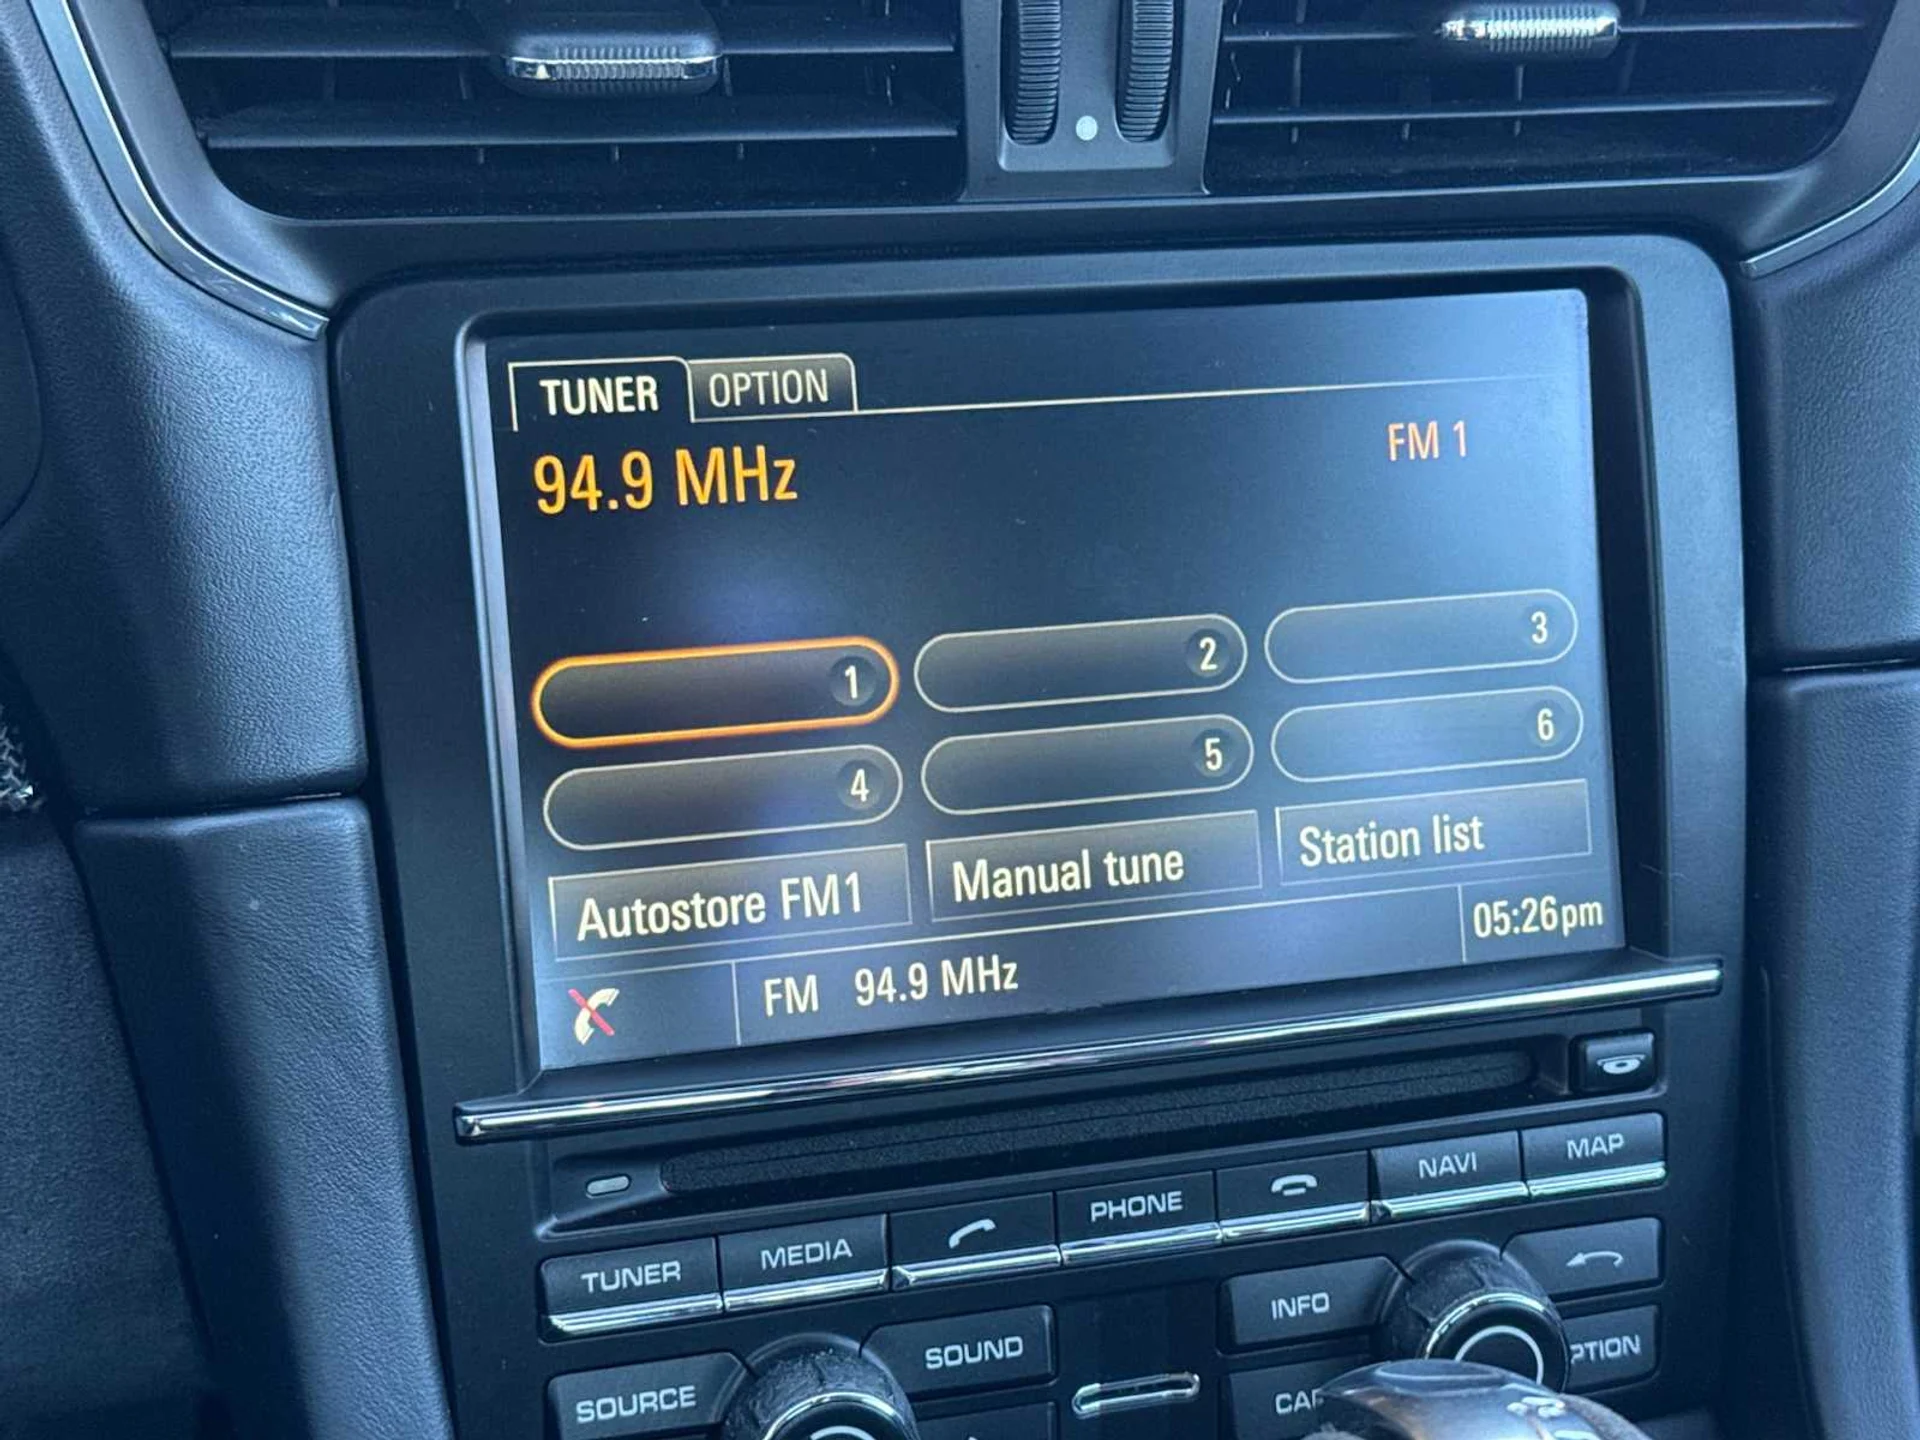 TUNER OPTION
94.9 MHz FM 1
1 2 3
4 5 6
Autostore FM1 Manual tune Station list
FM 94.9 MHz 05:26pm
TUNER MEDIA PHONE NAVI MAP
SOURCE SOUND INFO